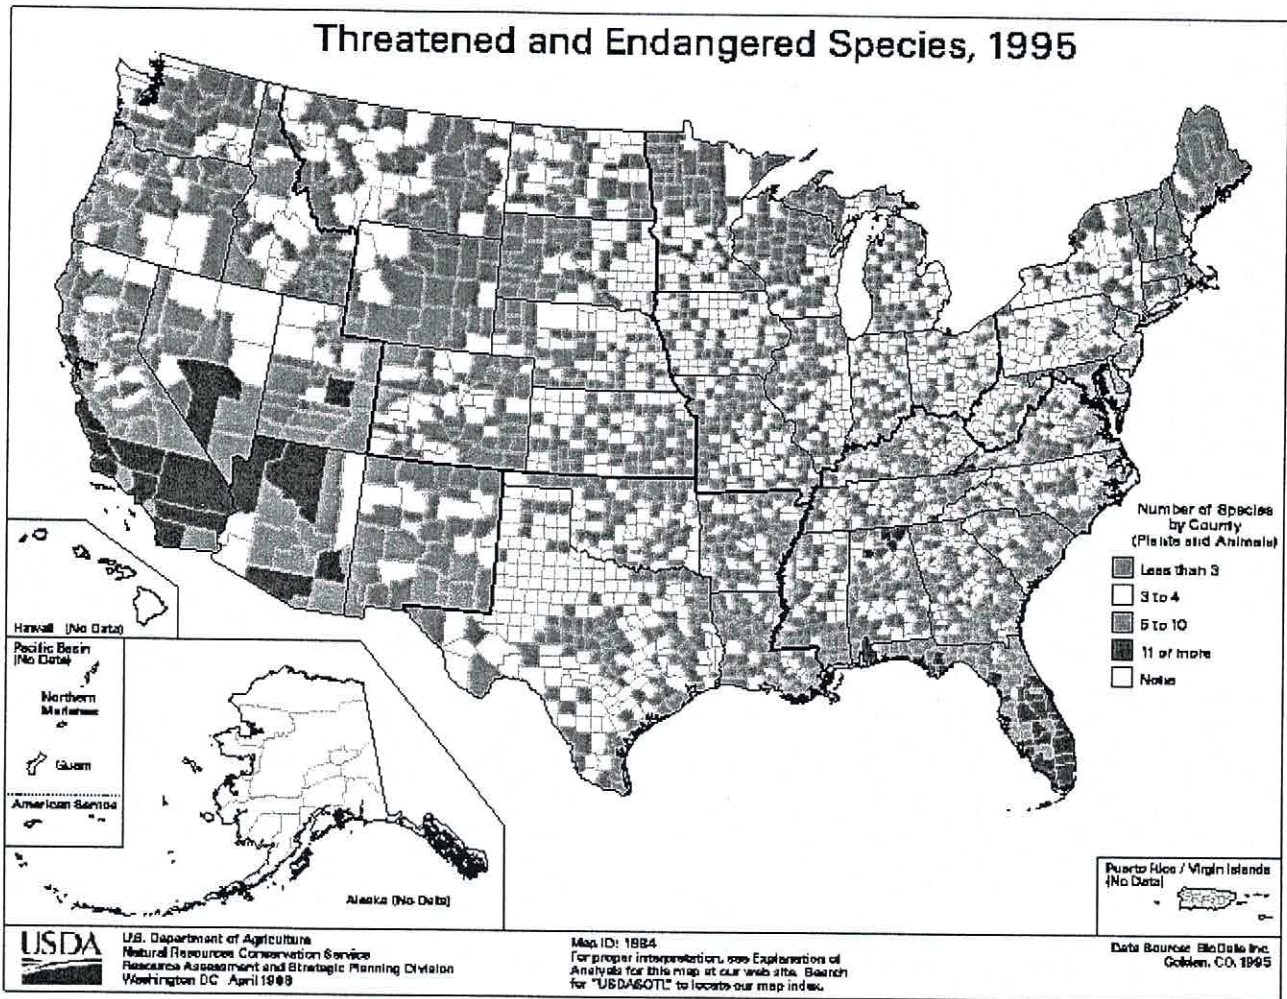 Threatened and Endangered Species, 1995
Number of Species
by County
(Plants and Animals)
Less than 3
3 to 4
5 to 10
11 or more
None
Hawaii (No Data)
Pacific Basin
(No Data)
Northern
Marianas
Guam
American Samoa
Alaska (No Data)
Puerto Rico / Virgin Islands
(No Data)
USDA
U.S. Department of Agriculture
Natural Resources Conservation Service
Resource Assessment and Strategic Planning Division
Washington DC April 1998
Map ID: 1884
For proper interpretation, see Explanation of
Analysis for this map at our web site. Search
for "USDASOTL" to locate our map index.
Data Source: BioData Inc.
Golden, CO, 1995